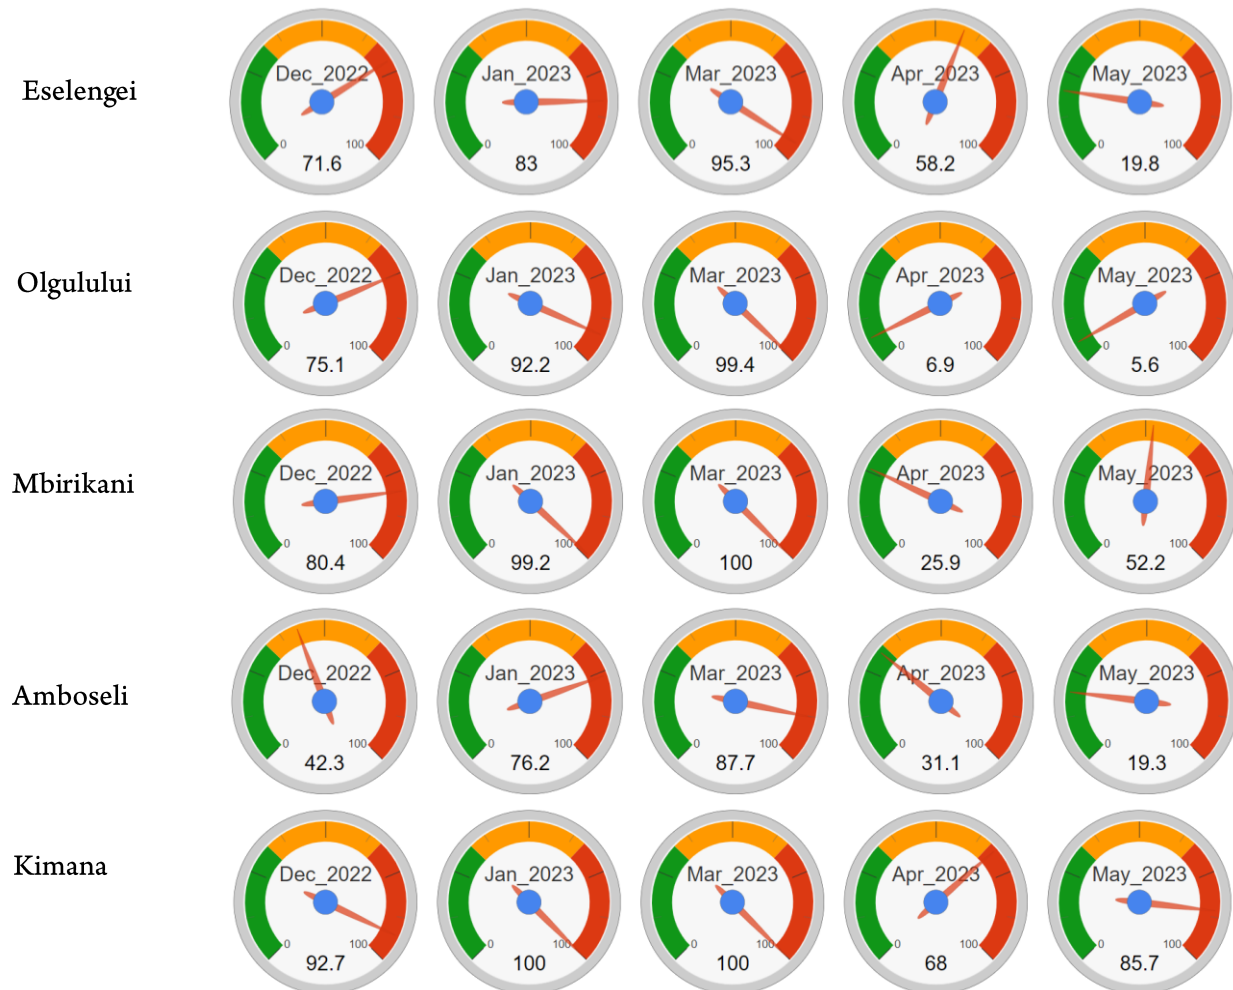 Eselengei
Dec_2022 Jan_2023 Mar_2023 Apr_2023 May_2023
0 100 0 100 0 100 0 100 0 100
71.6 83 95.3 58.2 19.8
Olgululului
Dec_2022 Jan_2023 Mar_2023 Apr_2023 May_2023
0 100 0 100 0 100 0 100 0 100
75.1 92.2 99.4 6.9 5.6
Mbirikani
Dec_2022 Jan_2023 Mar_2023 Apr_2023 May_2023
0 100 0 100 0 100 0 100 0 100
80.4 99.2 100 25.9 52.2
Amboseli
Dec_2022 Jan_2023 Mar_2023 Apr_2023 May_2023
0 100 0 100 0 100 0 100 0 100
42.3 76.2 87.7 31.1 19.3
Kimana
Dec_2022 Jan_2023 Mar_2023 Apr_2023 May_2023
0 100 0 100 0 100 0 100 0 100
92.7 100 100 68 85.7